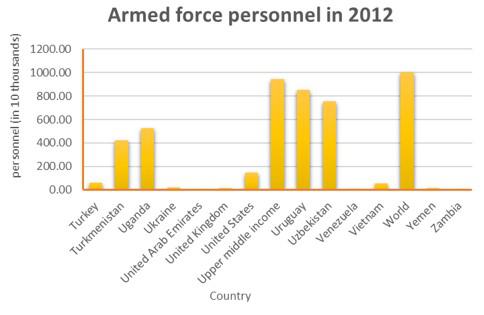 Armed force personnel in 2012
personnel (in 10 thousands)
1200.00
1000.00
800.00
600.00
400.00
200.00
0.00
Turkey
Turkmenistan
Uganda
Ukraine
United Arab Emirates
United Kingdom
United States
Upper middle income
Uruguay
Uzbekistan
Venezuela
Vietnam
World
Yemen
Zambia
Country